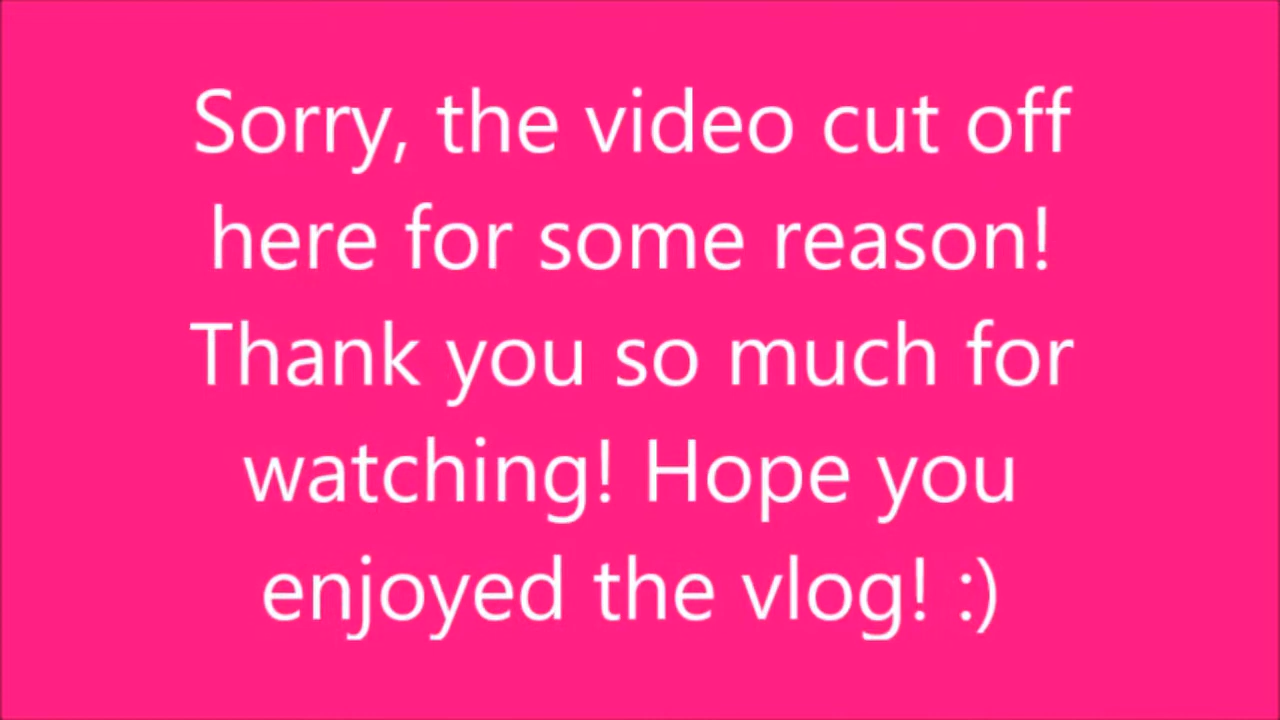 Sorry, the video cut off
here for some reason!
Thank you so much for
watching! Hope you
enjoyed the vlog! :)